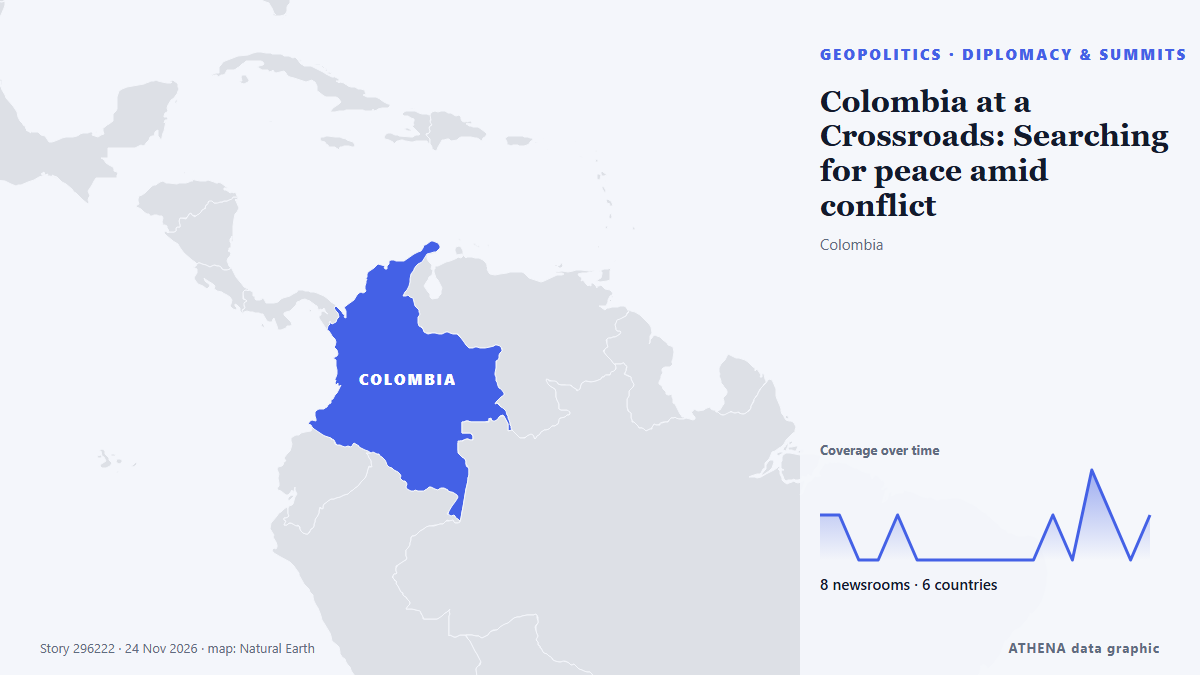 GEOPOLITICS · DIPLOMACY & SUMMITS
Colombia at a
Crossroads: Searching
for peace amid
conflict
Colombia
COLOMBIA
Coverage over time
8 newsrooms · 6 countries
Story 296222 · 24 Nov 2026 · map: Natural Earth
ATHENA data graphic